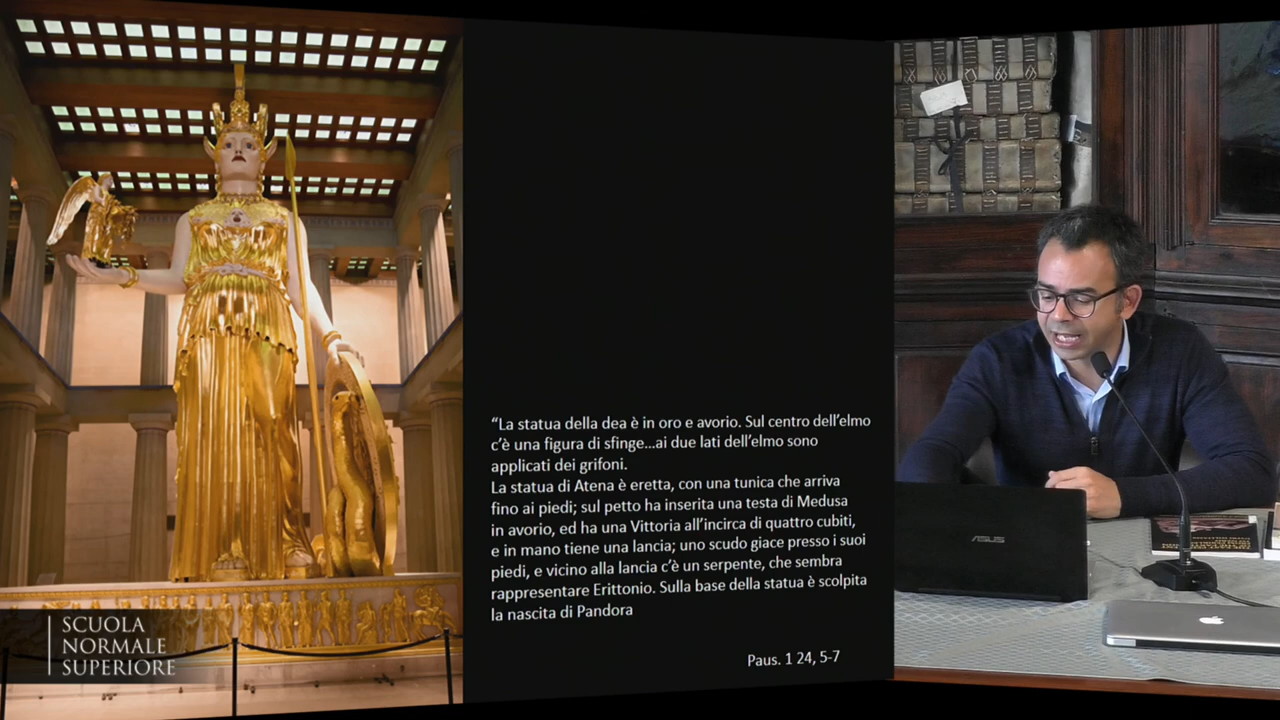 “La statua della dea è in oro e avorio. Sul centro dell’elmo
c’è una figura di sfinge...ai due lati dell’elmo sono
applicati dei grifoni.
La statua di Atena è eretta, con una tunica che arriva
fino ai piedi; sul petto ha inserita una testa di Medusa
in avorio, ed ha una Vittoria all’incirca di quattro cubiti,
e in mano tiene una lancia; uno scudo giace presso i suoi
piedi, e vicino alla lancia c’è un serpente, che sembra
rappresentare Erittonio. Sulla base della statua è scolpita
la nascita di Pandora
Paus. 1 24, 5-7
SCUOLA
NORMALE
SUPERIORE
ASUS